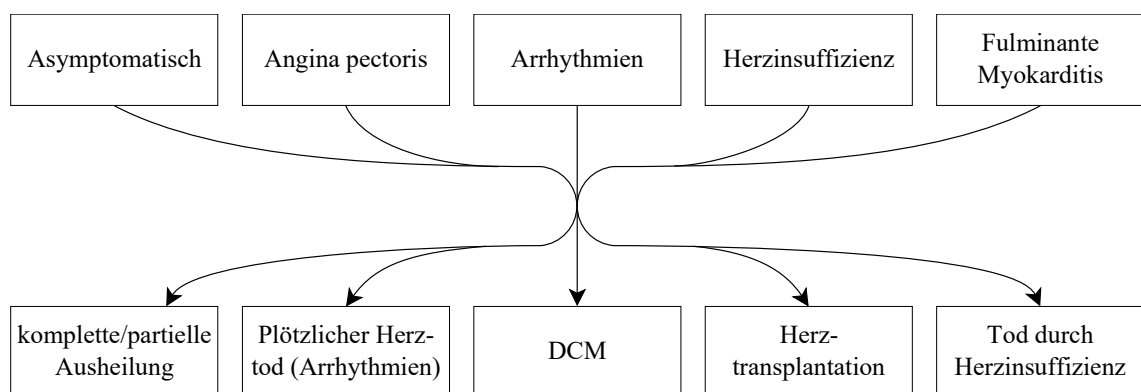 Asymptomatisch
Angina pectoris
Arrhythmien
Herzinsuffizienz
Fulminante
Myokarditis
komplette/partielle
Ausheilung
Plötzlicher Herz-
tod (Arrhythmien)
DCM
Herz-
transplantation
Tod durch
Herzinsuffizienz